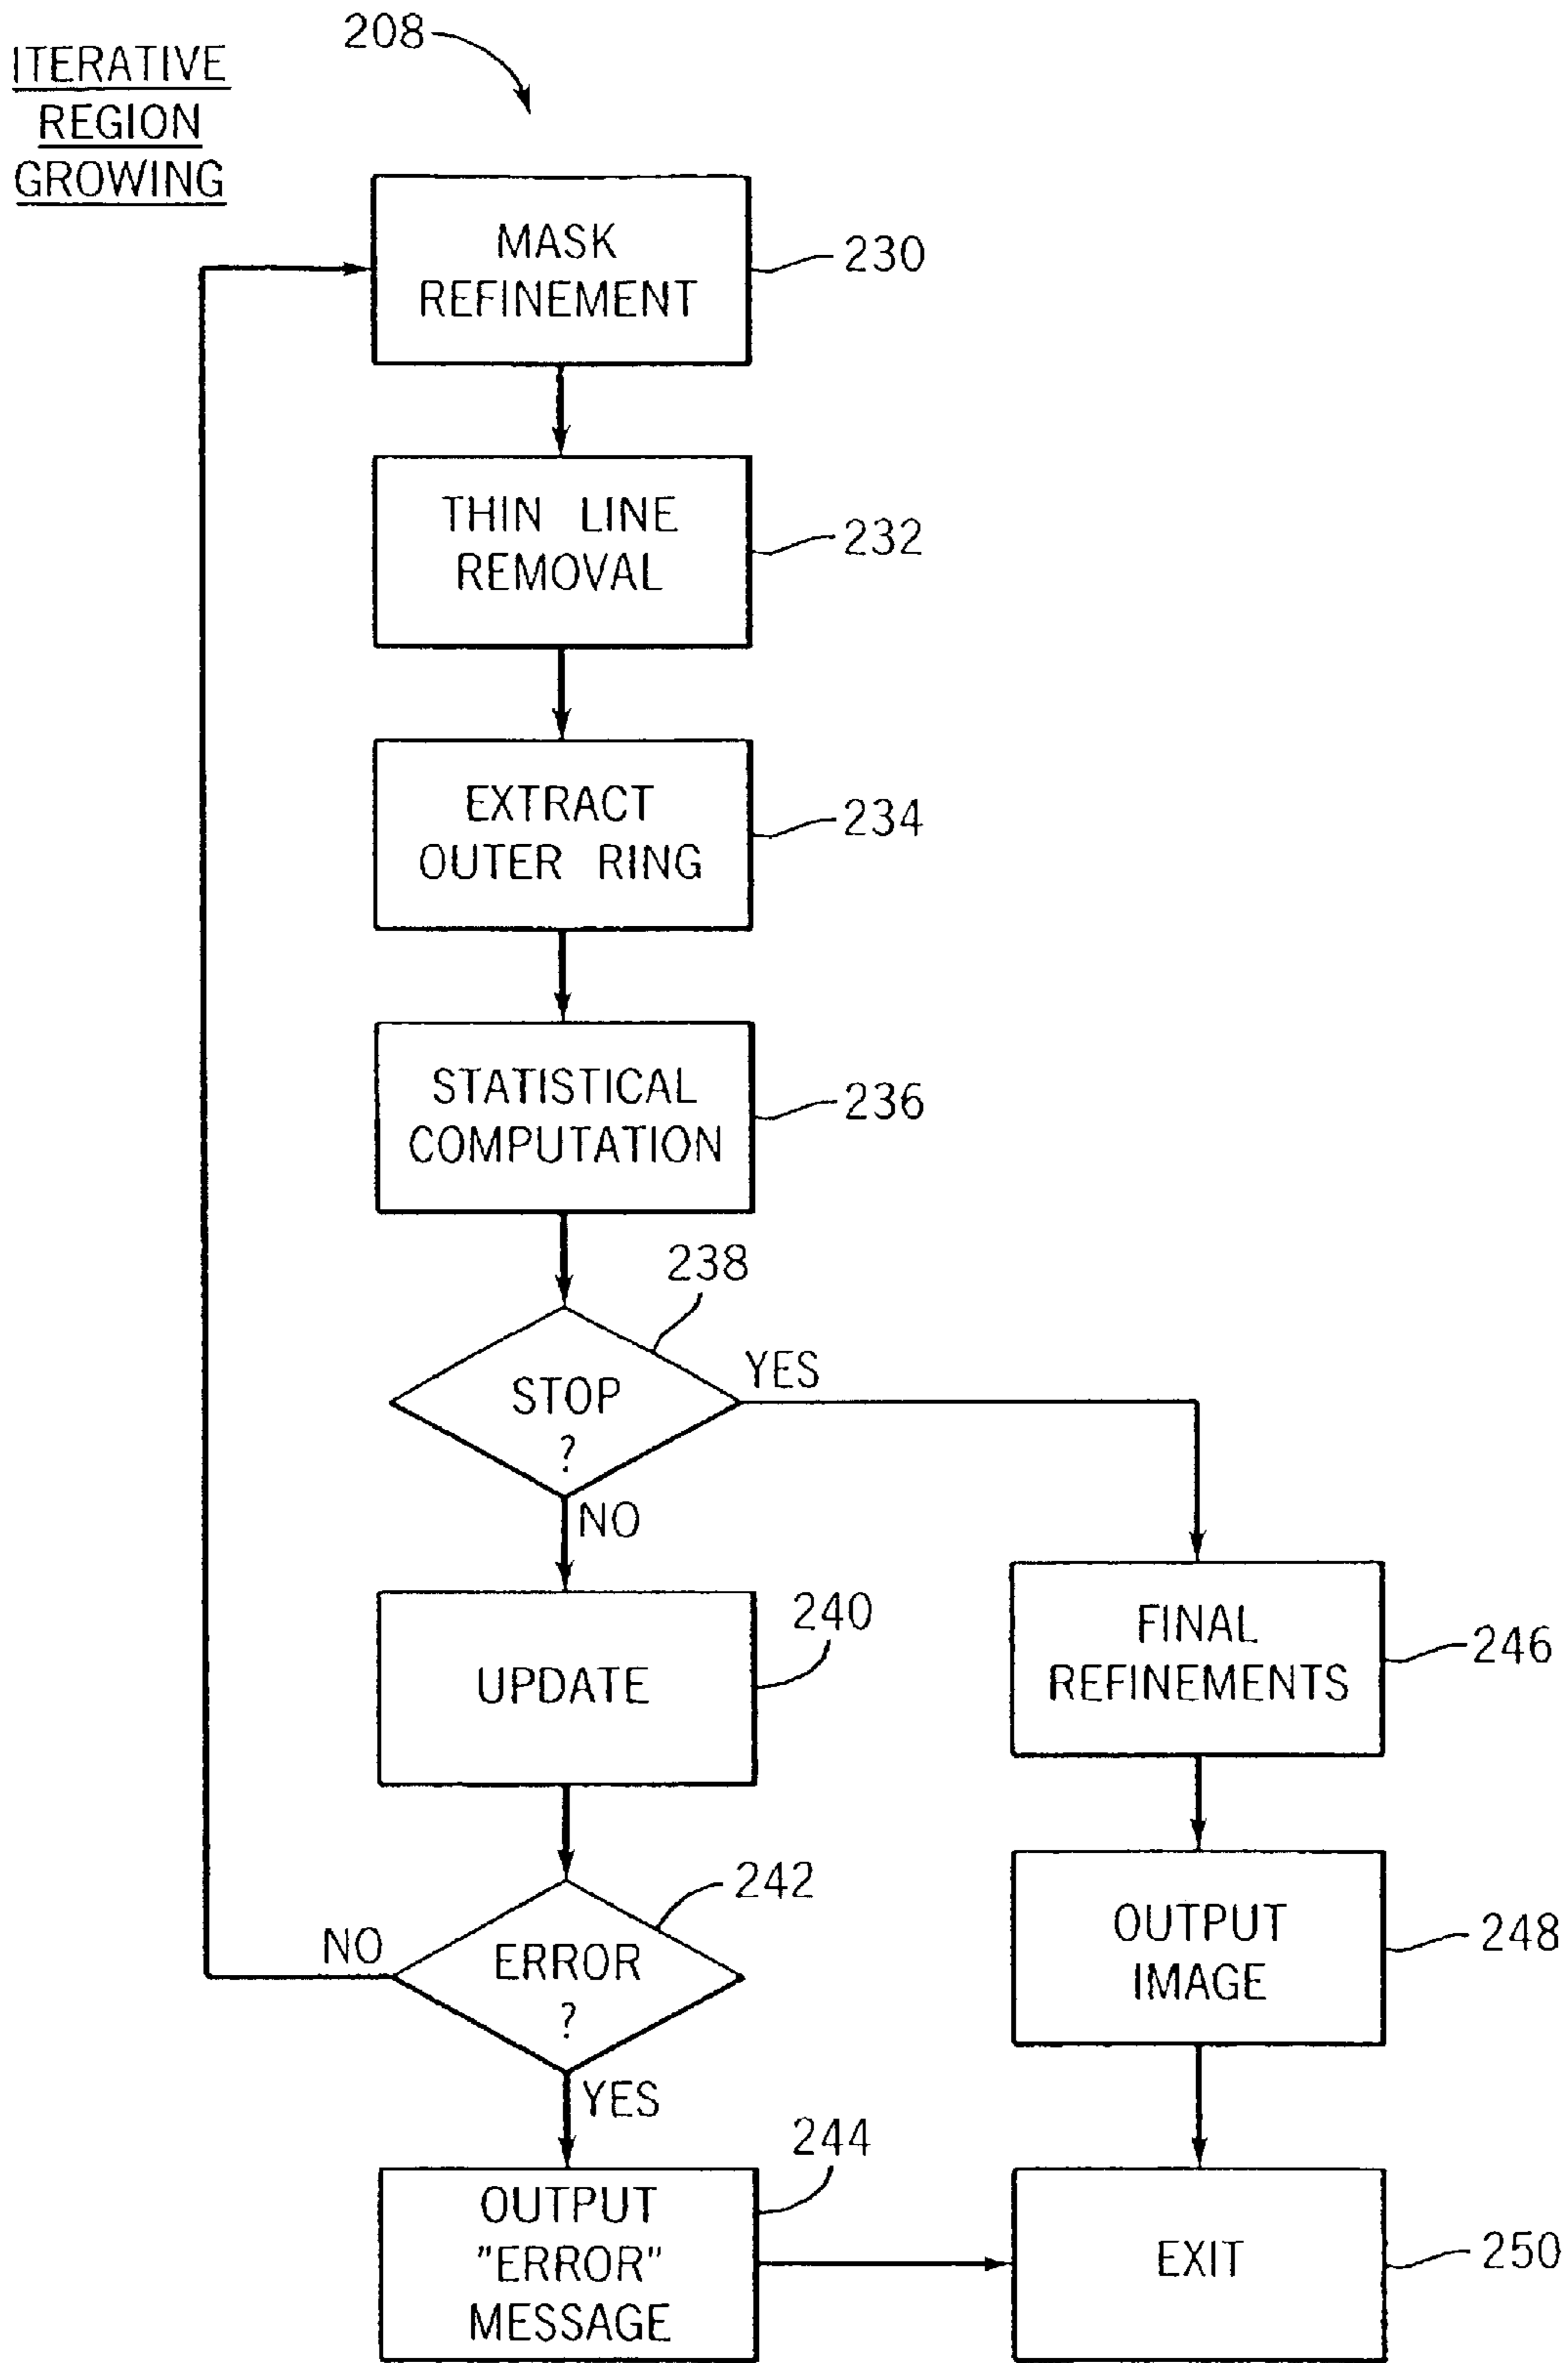 208
ITERATIVE
REGION
GROWING
MASK
REFINEMENT
230
THIN LINE
REMOVAL
232
EXTRACT
OUTER RING
234
STATISTICAL
COMPUTATION
236
238
STOP
?
YES
NO
UPDATE
240
FINAL
REFINEMENTS
246
242
ERROR
?
NO
YES
OUTPUT
IMAGE
248
244
OUTPUT
"ERROR"
MESSAGE
EXIT
250